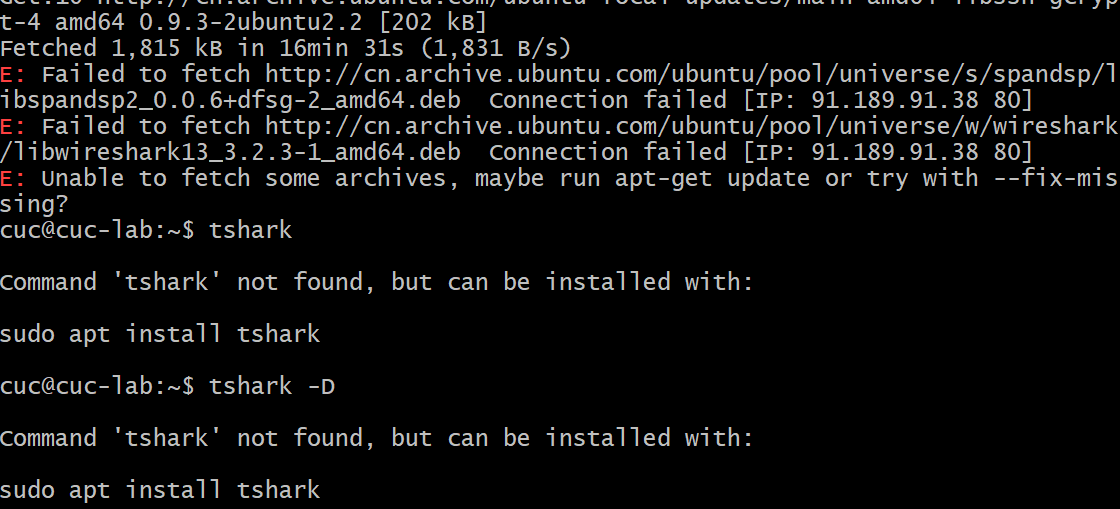 Get:10 http://cn.archive.ubuntu.com/ubuntu focal-updates/main amd64 libssh-gcryp
t-4 amd64 0.9.3-2ubuntu2.2 [202 kB]
Fetched 1,815 kB in 16min 31s (1,831 B/s)
E: Failed to fetch http://cn.archive.ubuntu.com/ubuntu/pool/universe/s/spandsp/l
ibspandsp2_0.0.6+dfsg-2_amd64.deb  Connection failed [IP: 91.189.91.38 80]
E: Failed to fetch http://cn.archive.ubuntu.com/ubuntu/pool/universe/w/wireshark
/libwireshark13_3.2.3-1_amd64.deb  Connection failed [IP: 91.189.91.38 80]
E: Unable to fetch some archives, maybe run apt-get update or try with --fix-mis
sing?
cuc@cuc-lab:~$ tshark
Command 'tshark' not found, but can be installed with:
sudo apt install tshark
cuc@cuc-lab:~$ tshark -D
Command 'tshark' not found, but can be installed with:
sudo apt install tshark